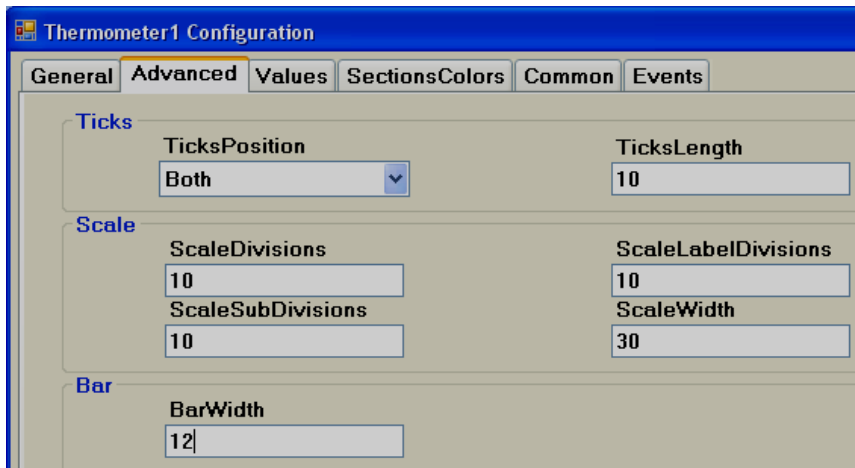 Thermometer1 Configuration
General Advanced Values SectionsColors Common Events
Ticks
TicksPosition TicksLength
Both 10
Scale
ScaleDivisions ScaleLabelDivisions
10 10
ScaleSubDivisions ScaleWidth
10 30
Bar
BarWidth
12